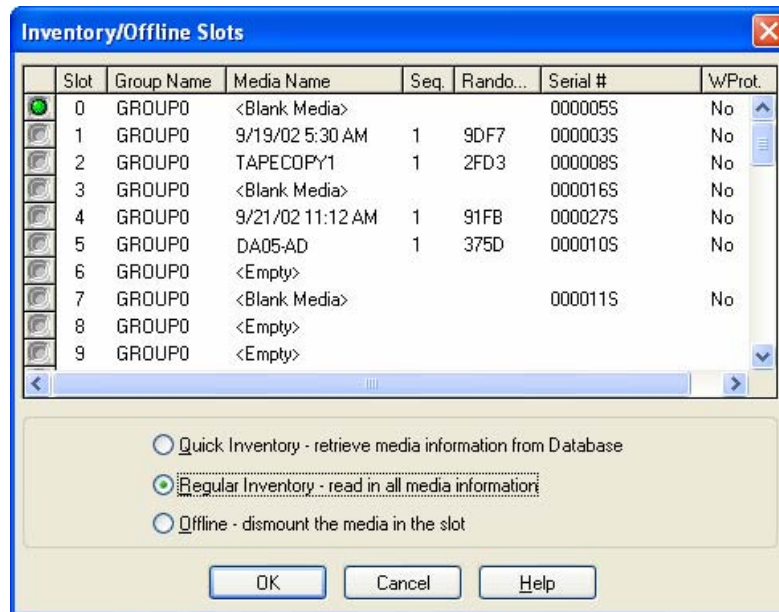 Inventory/Offline Slots
Slot Group Name Media Name Seq. Rando... Serial # WProt.
0 GROUP0 <Blank Media> 000005S No
1 GROUP0 9/19/02 5:30 AM 1 9DF7 000003S No
2 GROUP0 TAPECOPY1 1 2FD3 000008S No
3 GROUP0 <Blank Media> 000016S No
4 GROUP0 9/21/02 11:12 AM 1 91FB 000027S No
5 GROUP0 DA05-AD 1 375D 000010S No
6 GROUP0 <Empty>
7 GROUP0 <Blank Media> 000011S No
8 GROUP0 <Empty>
9 GROUP0 <Empty>
Quick Inventory - retrieve media information from Database
Regular Inventory - read in all media information
Offline - dismount the media in the slot
OK Cancel Help